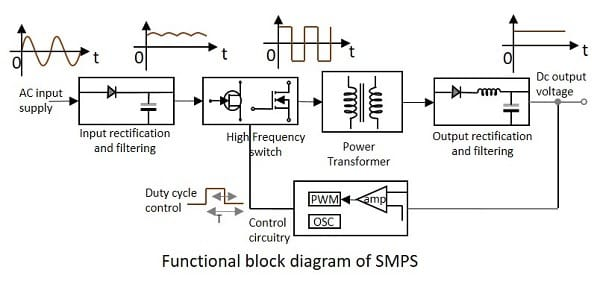 0
t
0
t
0
t
0
t
AC input
supply
Dc output
voltage
Input rectification
and filtering
High Frequency
switch
Power
Transformer
Output rectification
and filtering
Duty cycle
control
T
Control
circuitry
PWM
amp
OSC
Functional block diagram of SMPS